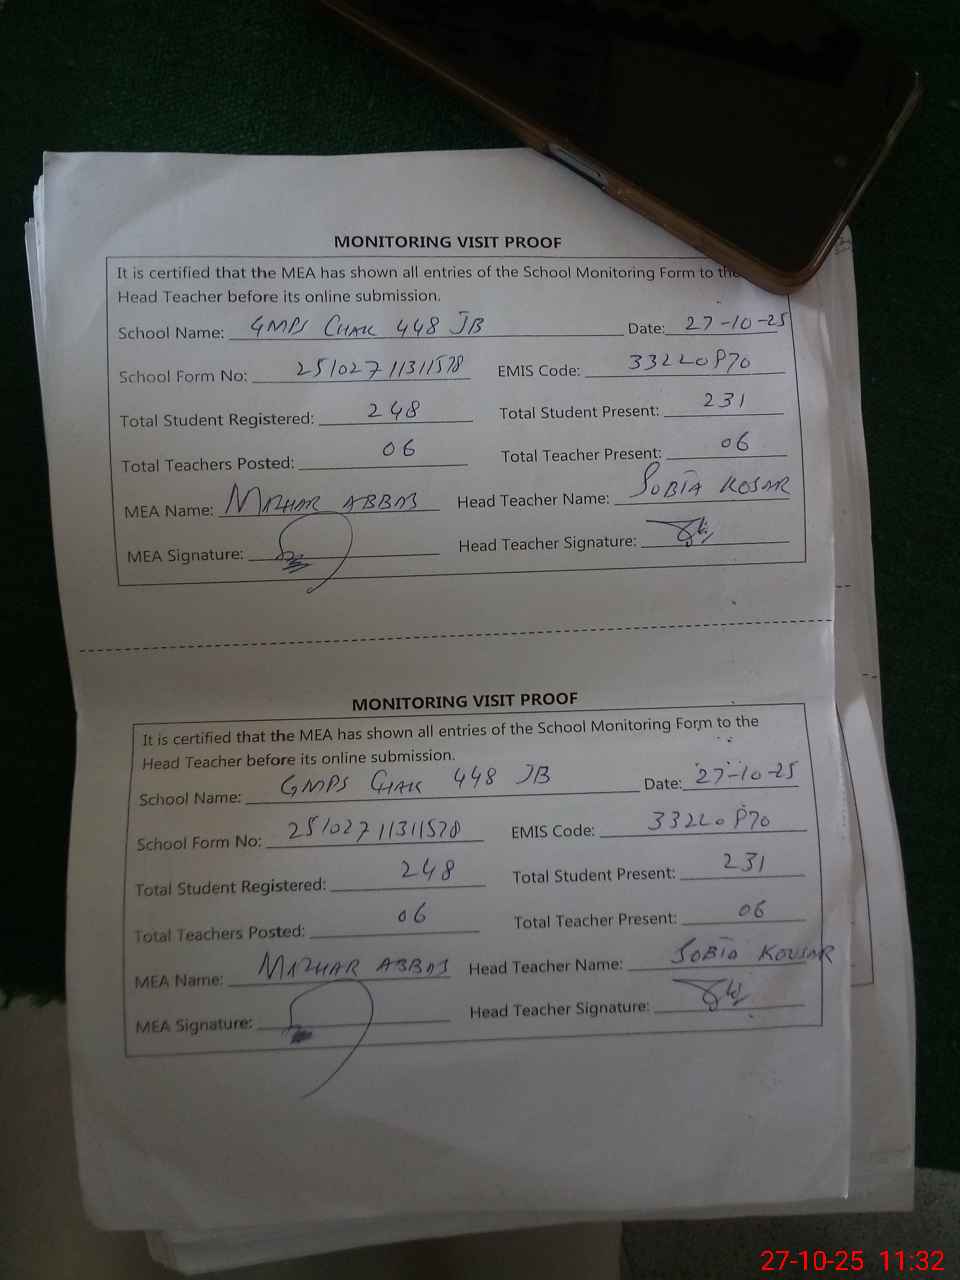 MONITORING VISIT PROOF
It is certified that the MEA has shown all entries of the School Monitoring Form to the
Head Teacher before its online submission.
School Name: GMPS CHAK 448 JB Date: 27-10-25
School Form No: 25102711311578 EMIS Code: 33220870
Total Student Registered: 248 Total Student Present: 231
Total Teachers Posted: 06 Total Teacher Present: 06
MEA Name: MAZHAR ABBAS Head Teacher Name: SOBIA KOSAR
MEA Signature: Head Teacher Signature:
MONITORING VISIT PROOF
It is certified that the MEA has shown all entries of the School Monitoring Form to the
Head Teacher before its online submission.
School Name: GMPS CHAK 448 JB Date: 27-10-25
School Form No: 25102711311578 EMIS Code: 33220870
Total Student Registered: 248 Total Student Present: 231
Total Teachers Posted: 06 Total Teacher Present: 06
MEA Name: MAZHAR ABBAS Head Teacher Name: SOBIA KOUSAR
MEA Signature: Head Teacher Signature:
27-10-25 11:32